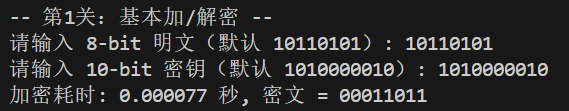 -- 第1关: 基本加/解密 --
请输入 8-bit 明文（默认 10110101）: 10110101
请输入 10-bit 密钥（默认 1010000010）: 1010000010
加密耗时: 0.000077 秒, 密文 = 00011011